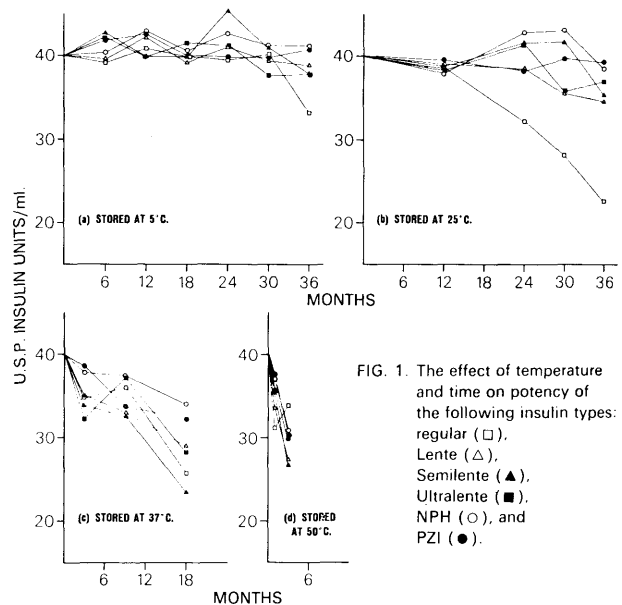 40
30
20
(a) STORED AT 5°C.
6 12 18 24 30 36
40
30
20
(b) STORED AT 25°C.
6 12 18 24 30 36
MONTHS
U.S.P. INSULIN UNITS/ml.
40
30
20
(c) STORED AT 37°C.
6 12 18
40
30
20
(d) STORED
AT 50°C.
6
MONTHS
FIG. 1. The effect of temperature
and time on potency of
the following insulin types:
regular (□),
Lente (△),
Semilente (▲),
Ultralente (■),
NPH (○), and
PZI (●).